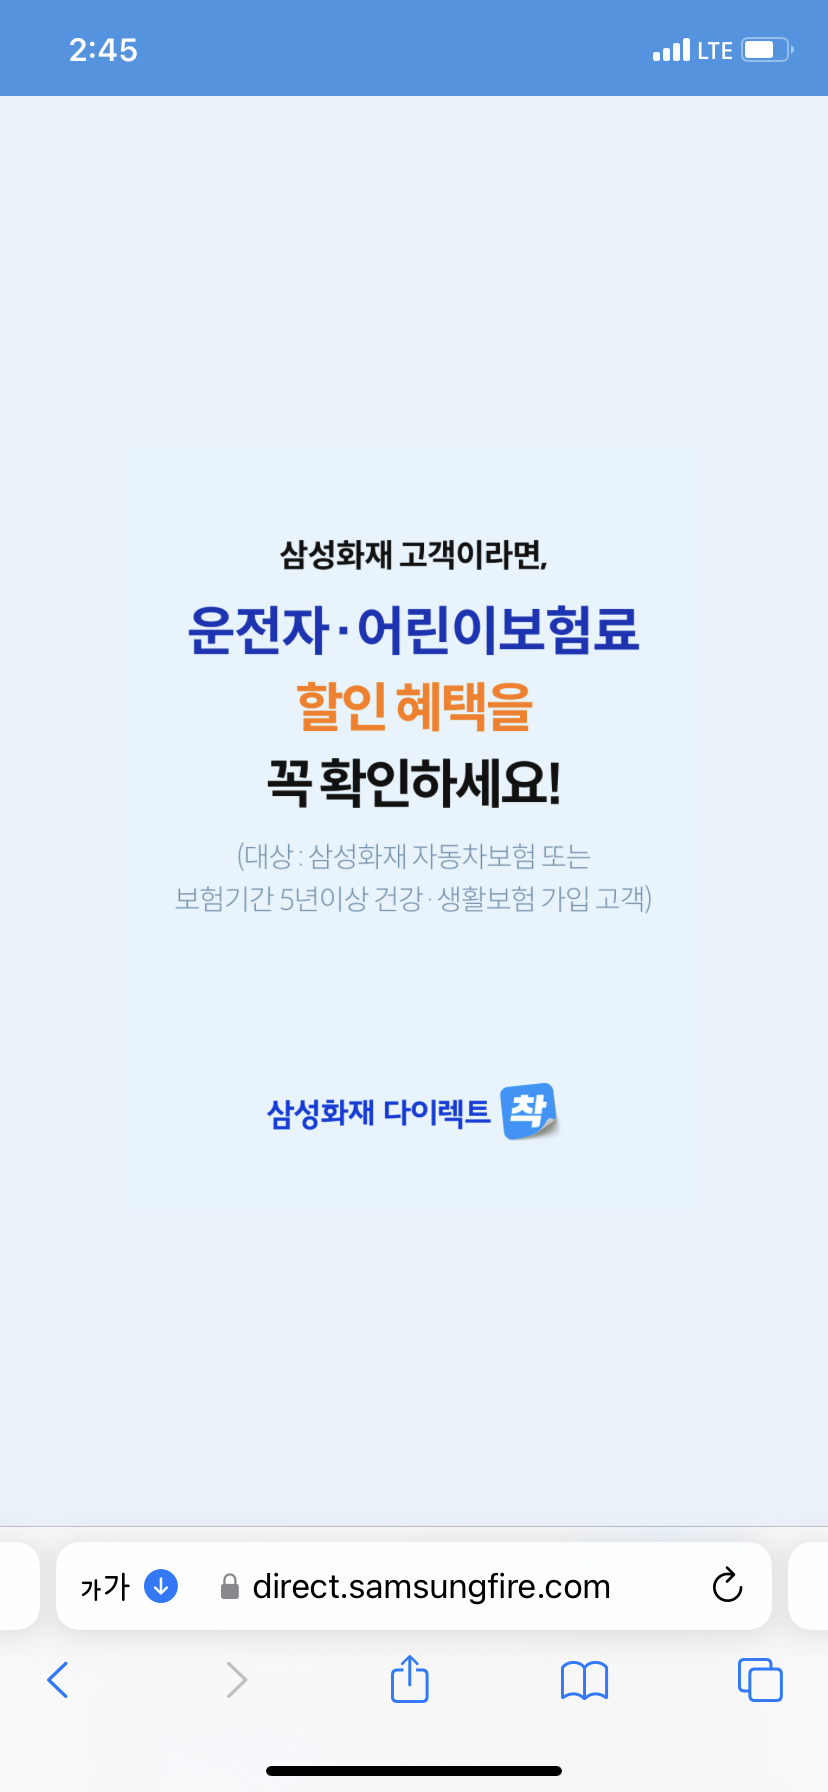 2:45
LTE
삼성화재 고객이라면,
운전자·어린이보험료
할인 혜택을
꼭 확인하세요!
(대상 : 삼성화재 자동차보험 또는
보험기간 5년이상 건강·생활보험 가입 고객)
삼성화재 다이렉트 착
가가 direct.samsungfire.com